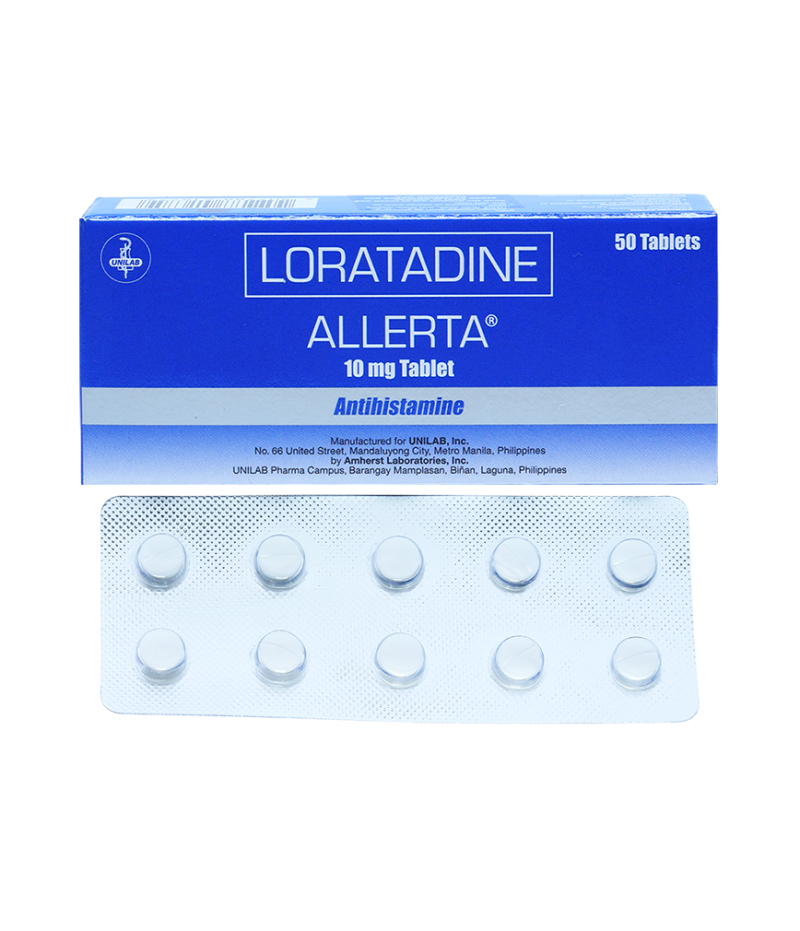 UNILAB
LORATADINE
50 Tablets
ALLERTA®
10 mg Tablet
Antihistamine
Manufactured for UNILAB, Inc.
No. 66 United Street, Mandaluyong City, Metro Manila, Philippines
by Amherst Laboratories, Inc.
UNILAB Pharma Campus, Barangay Mamplasan, Biñan, Laguna, Philippines